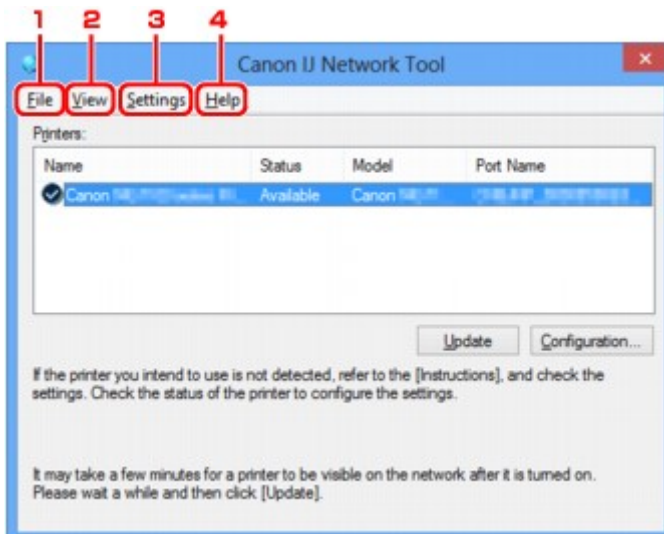 1 2 3 4
Canon IJ Network Tool
File View Settings Help
Printers:
Name Status Model Port Name
Canon Available Canon
Update Configuration...
If the printer you intend to use is not detected, refer to the [Instructions], and check the
settings. Check the status of the printer to configure the settings.
It may take a few minutes for a printer to be visible on the network after it is turned on.
Please wait a while and then click [Update].